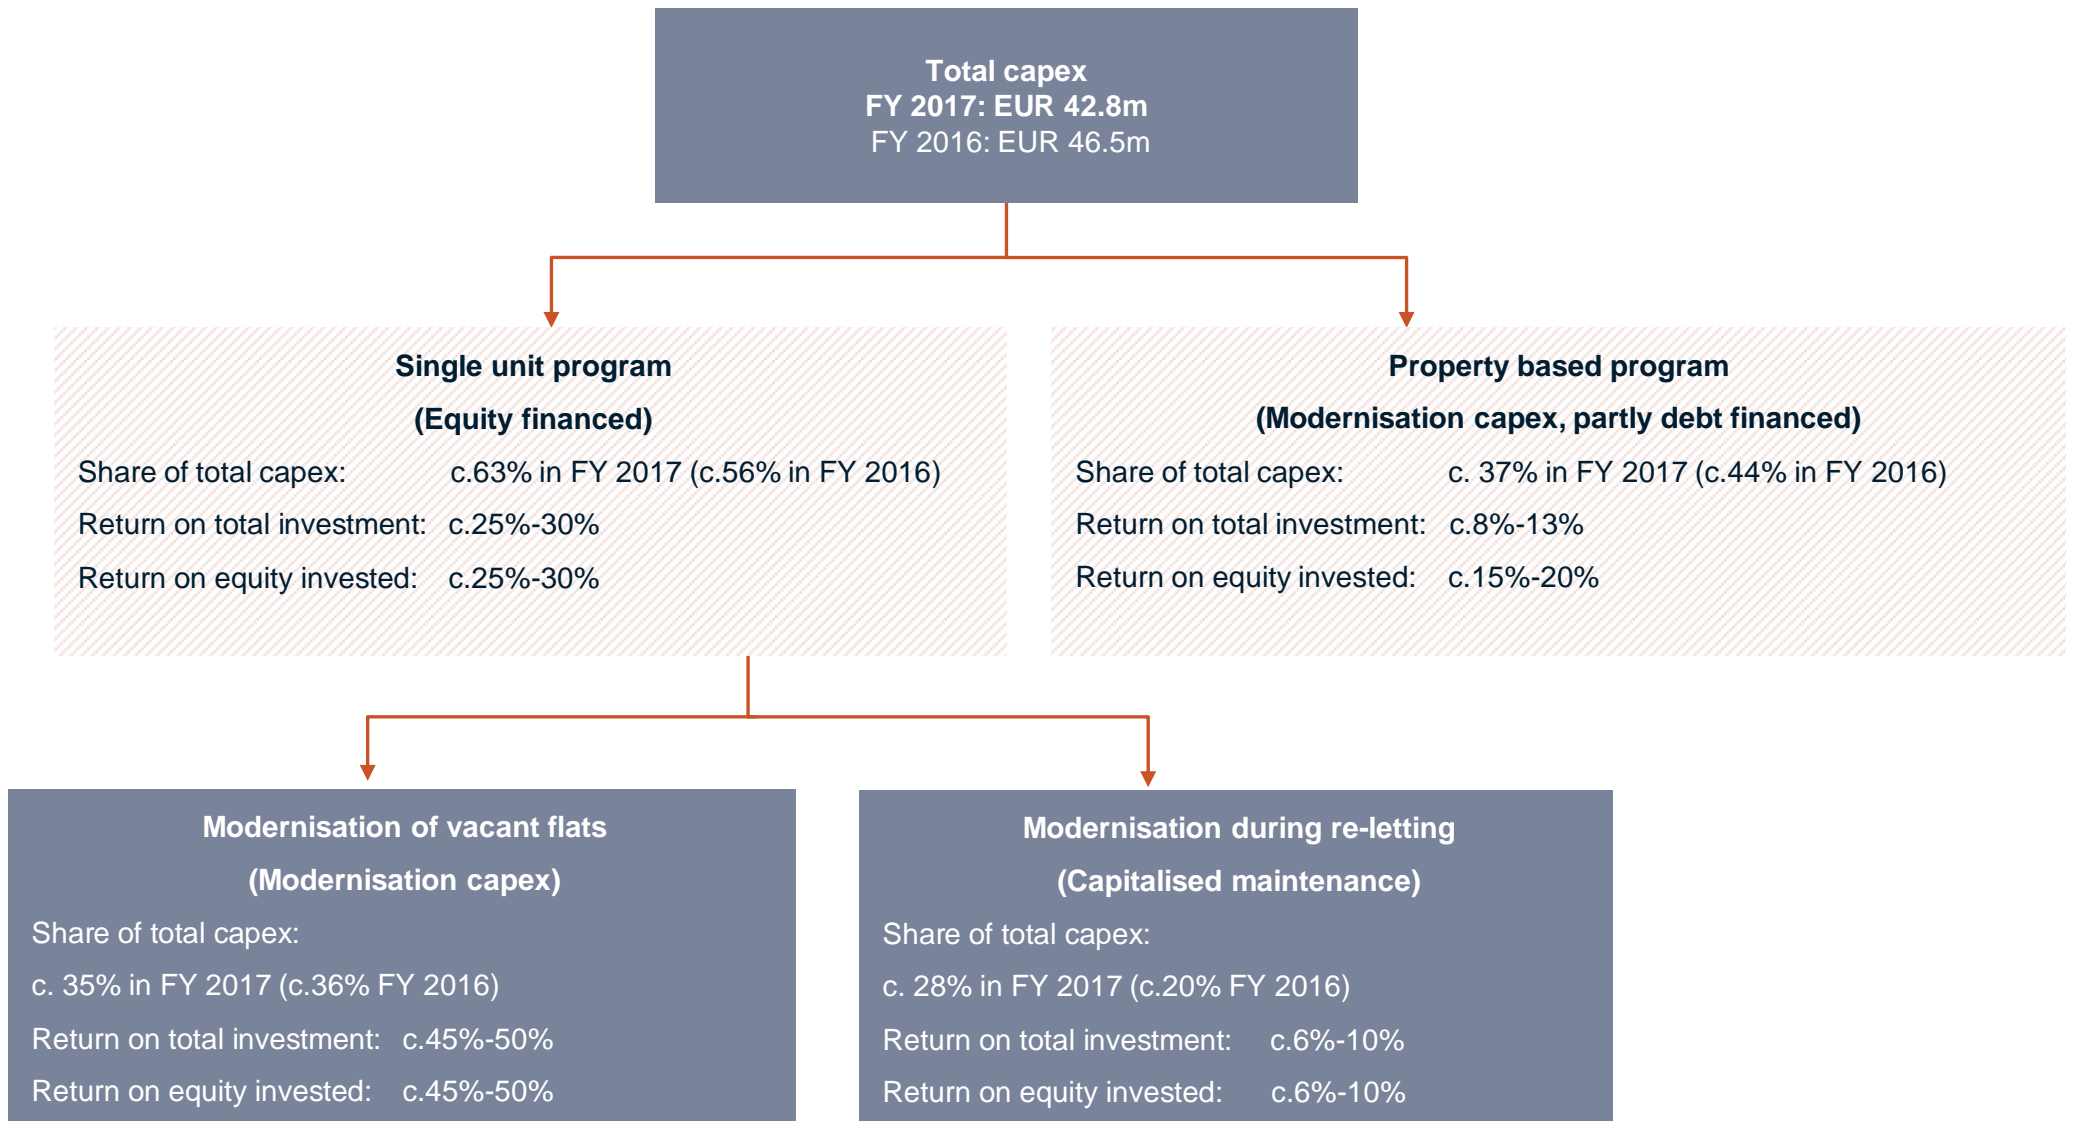 Total capex
FY 2017: EUR 42.8m
FY 2016: EUR 46.5m
Single unit program
(Equity financed)
Share of total capex: c.63% in FY 2017 (c.56% in FY 2016)
Return on total investment: c.25%-30%
Return on equity invested: c.25%-30%
Property based program
(Modernisation capex, partly debt financed)
Share of total capex: c. 37% in FY 2017 (c.44% in FY 2016)
Return on total investment: c.8%-13%
Return on equity invested: c.15%-20%
Modernisation of vacant flats
(Modernisation capex)
Share of total capex:
c. 35% in FY 2017 (c.36% FY 2016)
Return on total investment: c.45%-50%
Return on equity invested: c.45%-50%
Modernisation during re-letting
(Capitalised maintenance)
Share of total capex:
c. 28% in FY 2017 (c.20% FY 2016)
Return on total investment: c.6%-10%
Return on equity invested: c.6%-10%